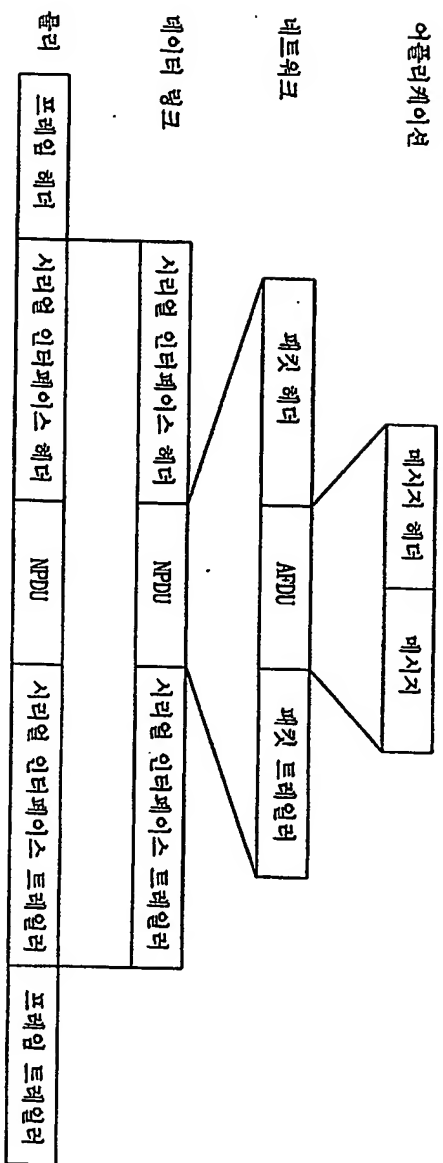 어플리케이션
메시지 헤더 메시지
네트워크
패킷 헤더 APDU 패킷 트레일러
데이터 링크
시리얼 인터페이스 헤더 NPDU 시리얼 인터페이스 트레일러
물리
프레임 헤더 시리얼 인터페이스 헤더 NPDU 시리얼 인터페이스 트레일러 프레임 트레일러